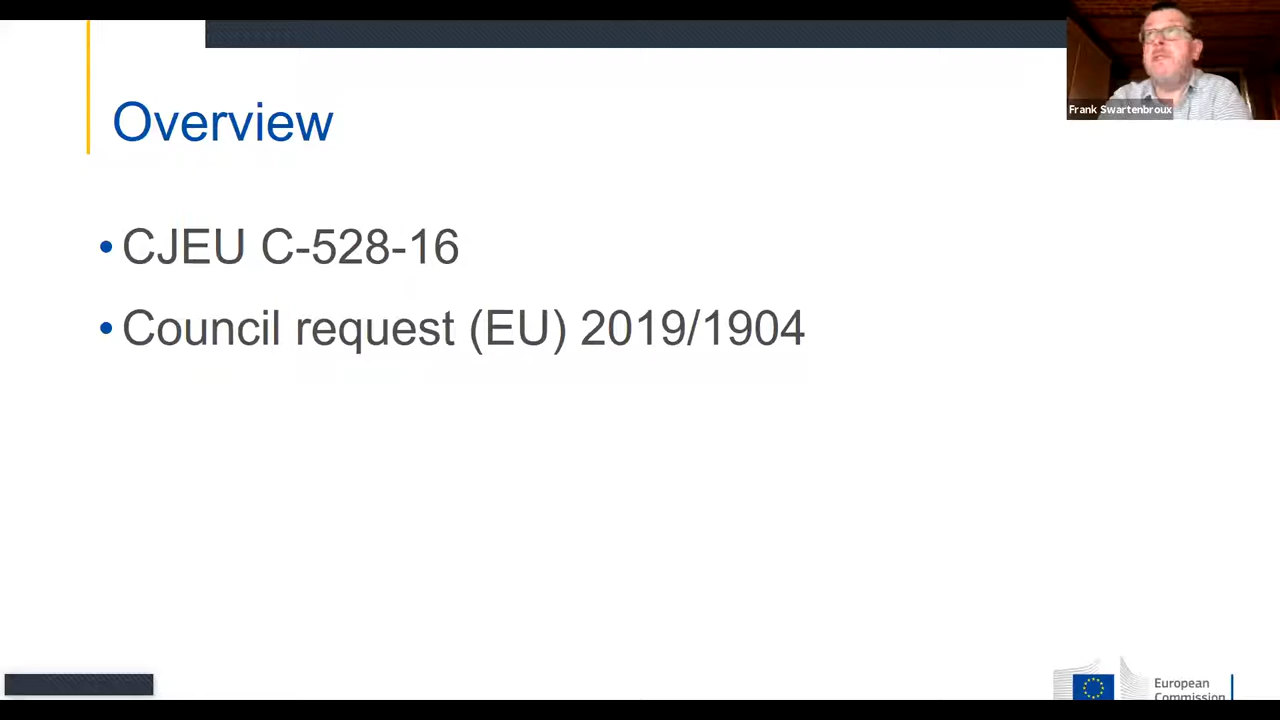 Frank Swartenbroux
Overview
• CJEU C-528-16
• Council request (EU) 2019/1904
European
Commission